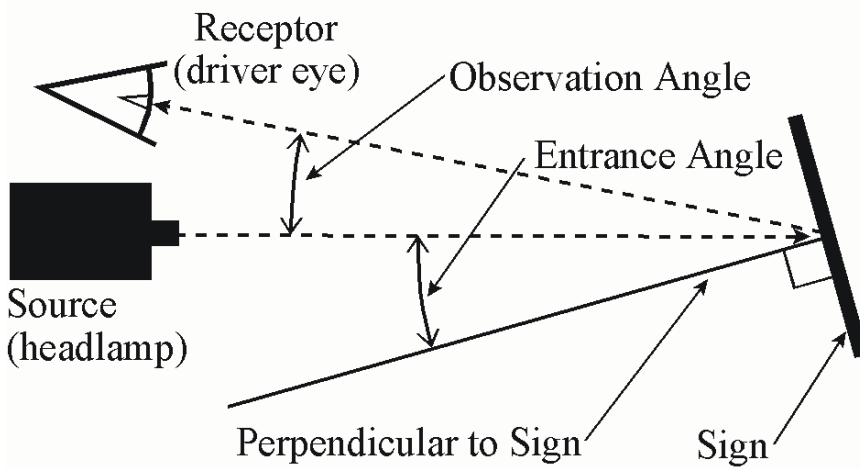 Receptor
(driver eye)
Observation Angle
Entrance Angle
Source
(headlamp)
Perpendicular to Sign
Sign